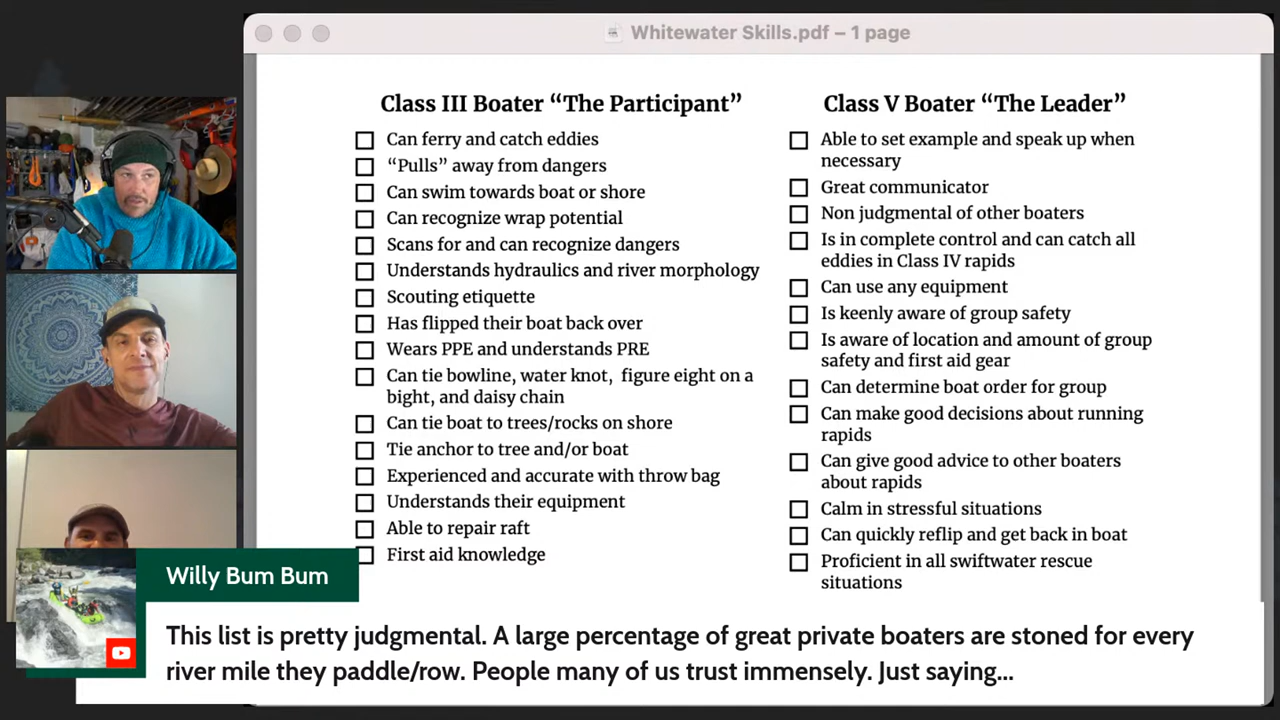 Whitewater Skills.pdf – 1 page
Class III Boater “The Participant”
Can ferry and catch eddies
“Pulls” away from dangers
Can swim towards boat or shore
Can recognize wrap potential
Scans for and can recognize dangers
Understands hydraulics and river morphology
Scouting etiquette
Has flipped their boat back over
Wears PPE and understands PRE
Can tie bowline, water knot,  figure eight on a
bight, and daisy chain
Can tie boat to trees/rocks on shore
Tie anchor to tree and/or boat
Experienced and accurate with throw bag
Understands their equipment
Able to repair raft
First aid knowledge
Class V Boater “The Leader”
Able to set example and speak up when
necessary
Great communicator
Non judgmental of other boaters
Is in complete control and can catch all
eddies in Class IV rapids
Can use any equipment
Is keenly aware of group safety
Is aware of location and amount of group
safety and first aid gear
Can determine boat order for group
Can make good decisions about running
rapids
Can give good advice to other boaters
about rapids
Calm in stressful situations
Can quickly reflip and get back in boat
Proficient in all swiftwater rescue
situations
Willy Bum Bum
This list is pretty judgmental. A large percentage of great private boaters are stoned for every
river mile they paddle/row. People many of us trust immensely. Just saying...